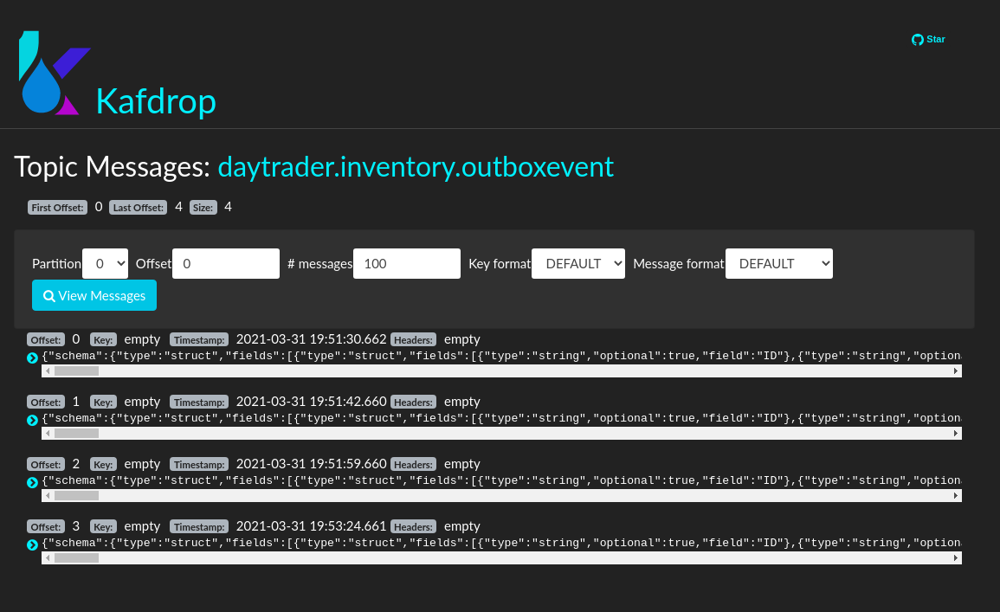 Star
Kafdrop
Topic Messages: daytrader.inventory.outboxevent
First Offset: 0 Last Offset: 4 Size: 4
Partition 0 Offset 0 # messages 100 Key format DEFAULT Message format DEFAULT
View Messages
Offset: 0 Key: empty Timestamp: 2021-03-31 19:51:30.662 Headers: empty
{"schema":{"type":"struct","fields":[{"type":"struct","fields":[{"type":"string","optional":true,"field":"ID"},{"type":"string","optiona
Offset: 1 Key: empty Timestamp: 2021-03-31 19:51:42.660 Headers: empty
{"schema":{"type":"struct","fields":[{"type":"struct","fields":[{"type":"string","optional":true,"field":"ID"},{"type":"string","optiona
Offset: 2 Key: empty Timestamp: 2021-03-31 19:51:59.660 Headers: empty
{"schema":{"type":"struct","fields":[{"type":"struct","fields":[{"type":"string","optional":true,"field":"ID"},{"type":"string","optiona
Offset: 3 Key: empty Timestamp: 2021-03-31 19:53:24.661 Headers: empty
{"schema":{"type":"struct","fields":[{"type":"struct","fields":[{"type":"string","optional":true,"field":"ID"},{"type":"string","optiona